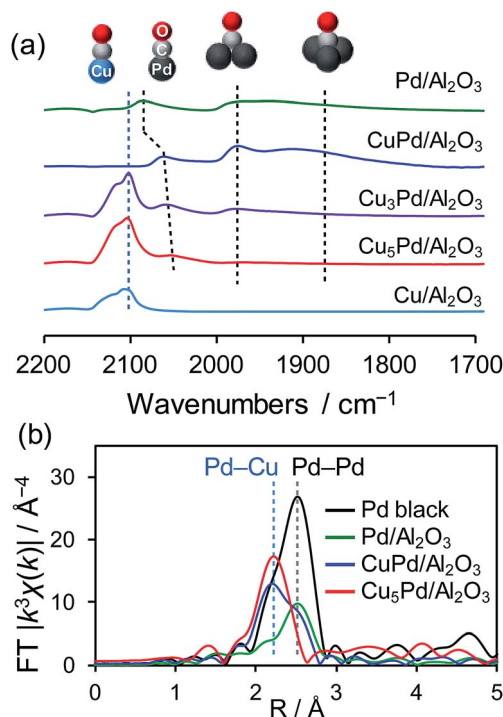 (a)
O
C
Cu
Pd
Pd/Al2O3
CuPd/Al2O3
Cu3Pd/Al2O3
Cu5Pd/Al2O3
Cu/Al2O3
2200 2100 2000 1900 1800 1700
Wavenumbers / cm⁻¹
(b)
Pd–Cu Pd–Pd
30
20
10
0
FT |k³χ(k)| / Å⁻⁴
Pd black
Pd/Al2O3
CuPd/Al2O3
Cu5Pd/Al2O3
0 1 2 3 4 5
R / Å